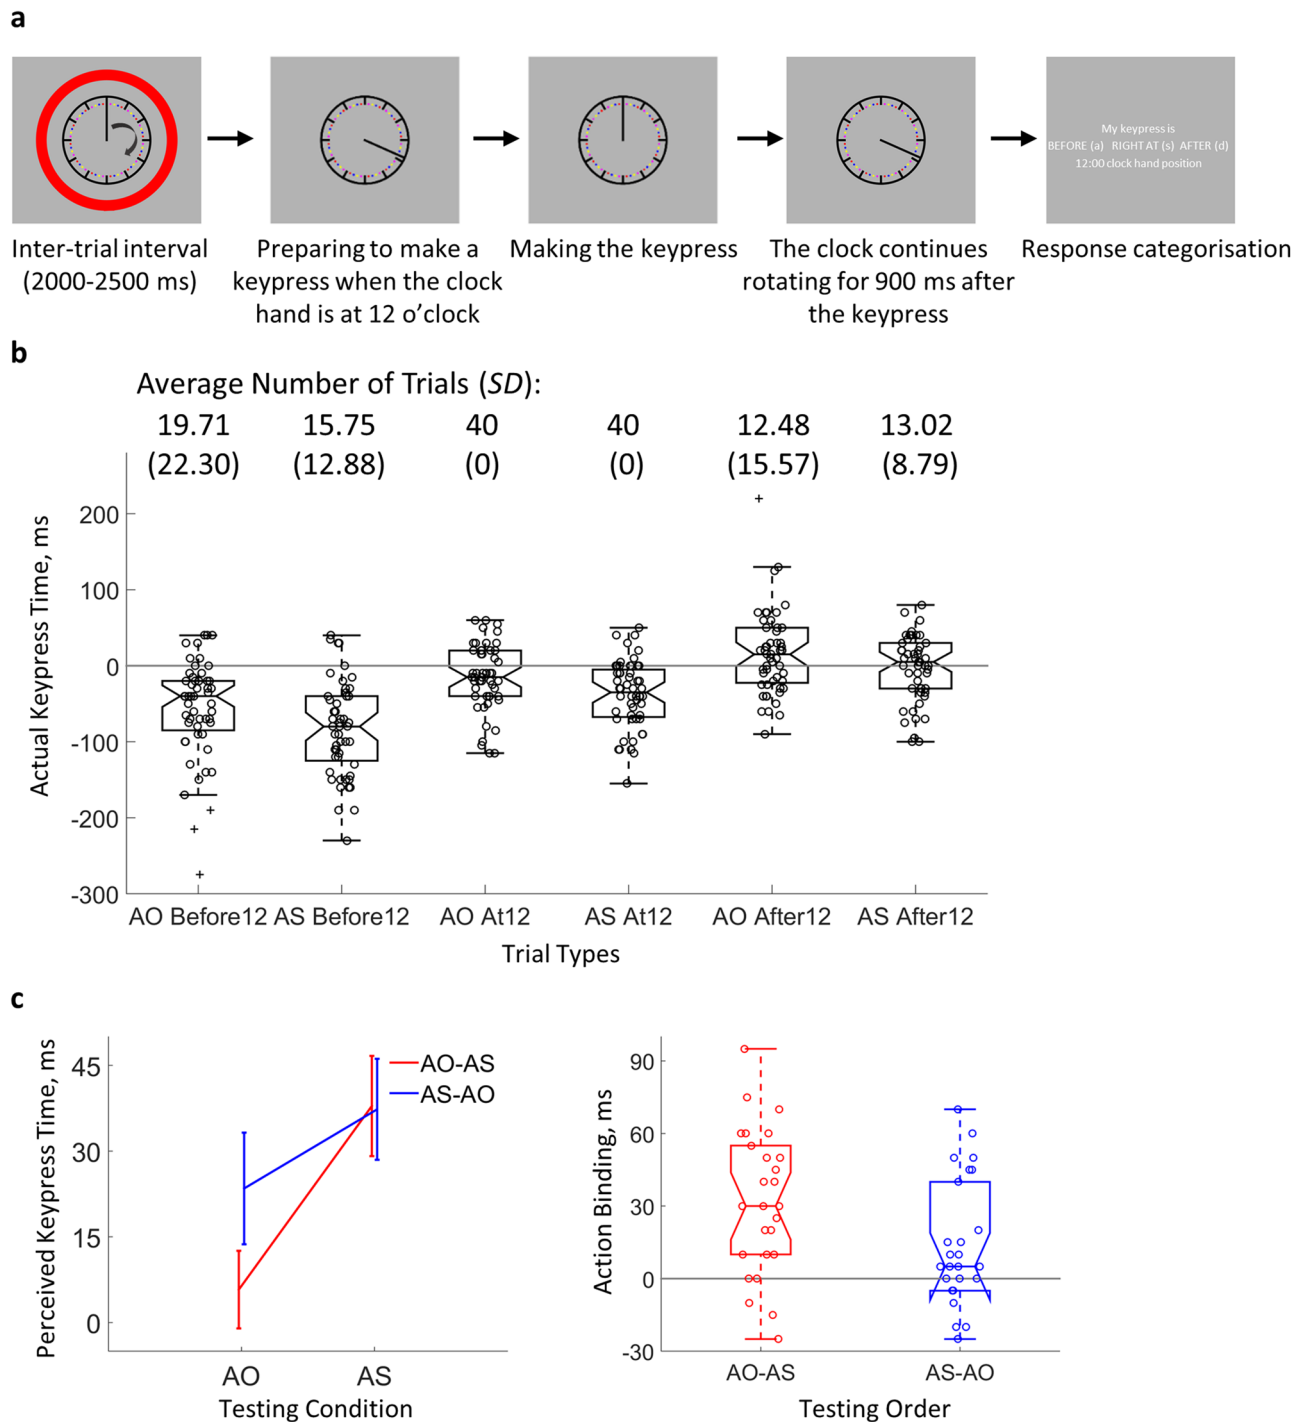 a
My keypress is
BEFORE (a) RIGHT AT (s) AFTER (d)
12:00 clock hand position
Inter-trial interval
(2000-2500 ms)
Preparing to make a
keypress when the clock
hand is at 12 o’clock
Making the keypress
The clock continues
rotating for 900 ms after
the keypress
Response categorisation
b
Average Number of Trials (SD):
19.71 15.75 40 40 12.48 13.02
(22.30) (12.88) (0) (0) (15.57) (8.79)
Actual Keypress Time, ms
200
100
0
-100
-200
-300
AO Before12 AS Before12 AO At12 AS At12 AO After12 AS After12
Trial Types
c
Perceived Keypress Time, ms
45
30
15
0
AO-AS
AS-AO
AO AS
Testing Condition
Action Binding, ms
90
60
30
0
-30
AO-AS AS-AO
Testing Order